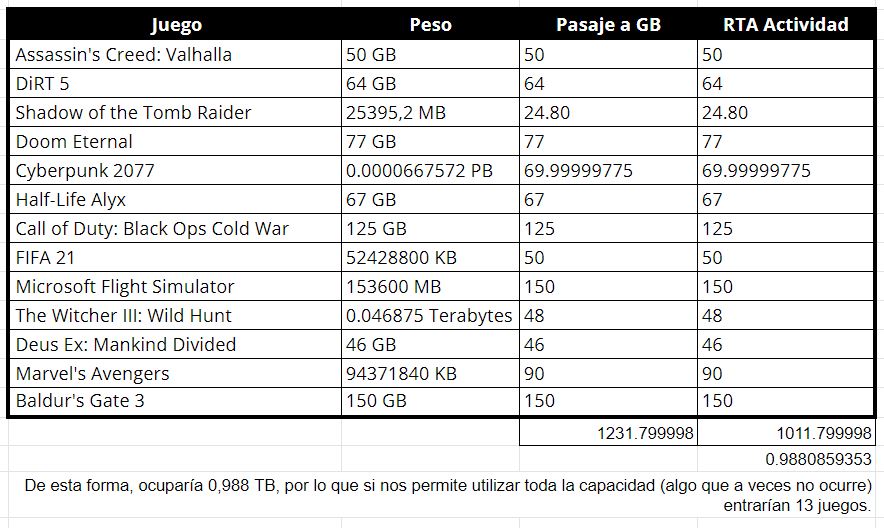 Juego Peso Pasaje a GB RTA Actividad
Assassin's Creed: Valhalla 50 GB 50 50
DiRT 5 64 GB 64 64
Shadow of the Tomb Raider 25395,2 MB 24.80 24.80
Doom Eternal 77 GB 77 77
Cyberpunk 2077 0.0000667572 PB 69.99999775 69.99999775
Half-Life Alyx 67 GB 67 67
Call of Duty: Black Ops Cold War 125 GB 125 125
FIFA 21 52428800 KB 50 50
Microsoft Flight Simulator 153600 MB 150 150
The Witcher III: Wild Hunt 0.046875 Terabytes 48 48
Deus Ex: Mankind Divided 46 GB 46 46
Marvel's Avengers 94371840 KB 90 90
Baldur's Gate 3 150 GB 150 150
1231.799998 1011.799998
0.9880859353
De esta forma, ocuparía 0,988 TB, por lo que si nos permite utilizar toda la capacidad (algo que a veces no ocurre)
entrarían 13 juegos.